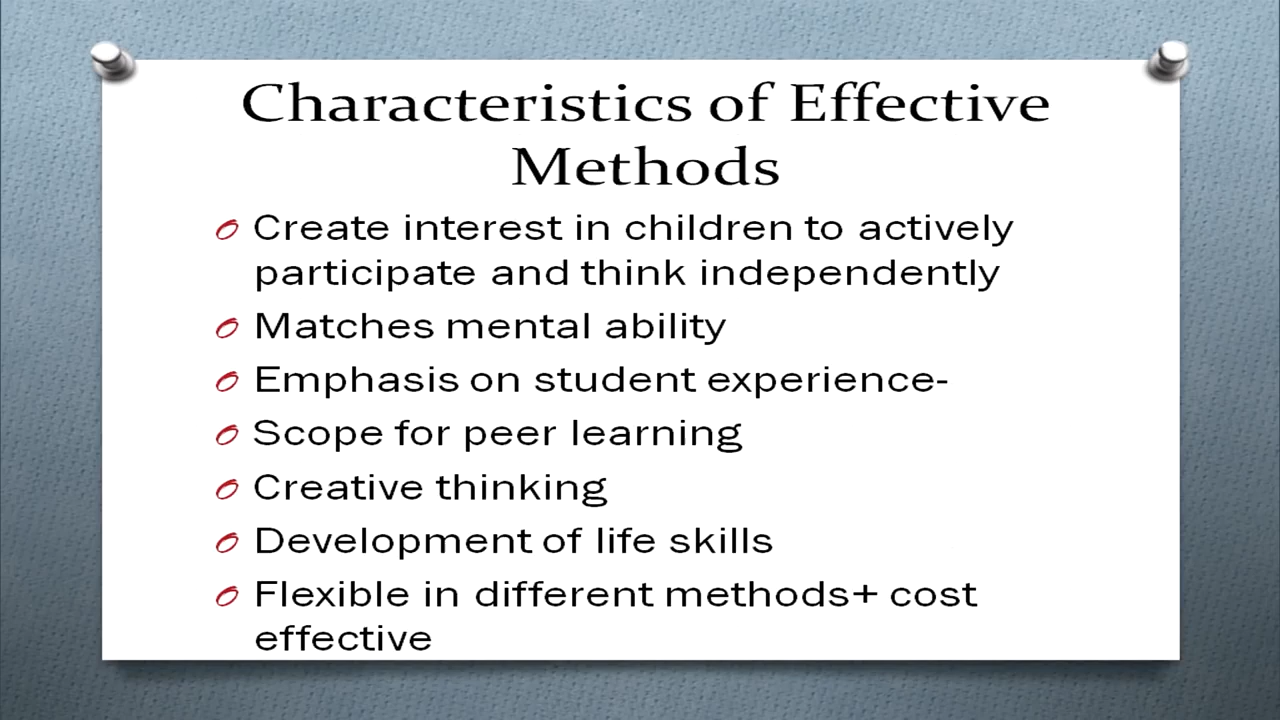 Characteristics of Effective
Methods
Create interest in children to actively
participate and think independently
Matches mental ability
Emphasis on student experience-
Scope for peer learning
Creative thinking
Development of life skills
Flexible in different methods+ cost
effective